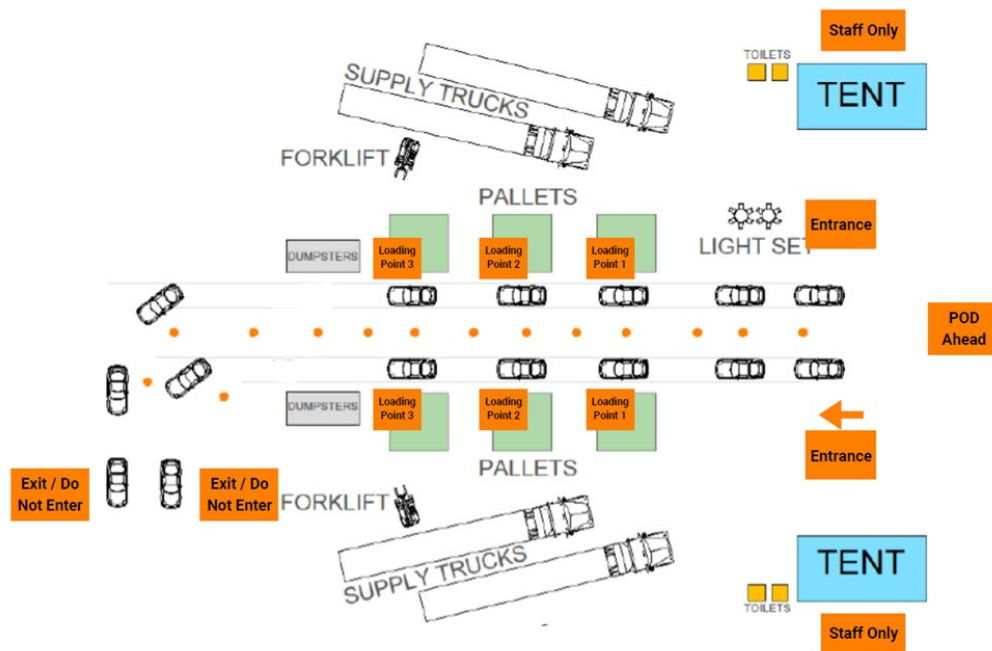 Staff Only
TOILETS
TENT
SUPPLY TRUCKS
FORKLIFT
PALLETS
Entrance
LIGHT SET
DUMPSTERS
Loading
Point 3
Loading
Point 2
Loading
Point 1
POD
Ahead
DUMPSTERS
Loading
Point 3
Loading
Point 2
Loading
Point 1
Entrance
PALLETS
Exit / Do
Not Enter
Exit / Do
Not Enter
FORKLIFT
SUPPLY TRUCKS
TENT
TOILETS
Staff Only